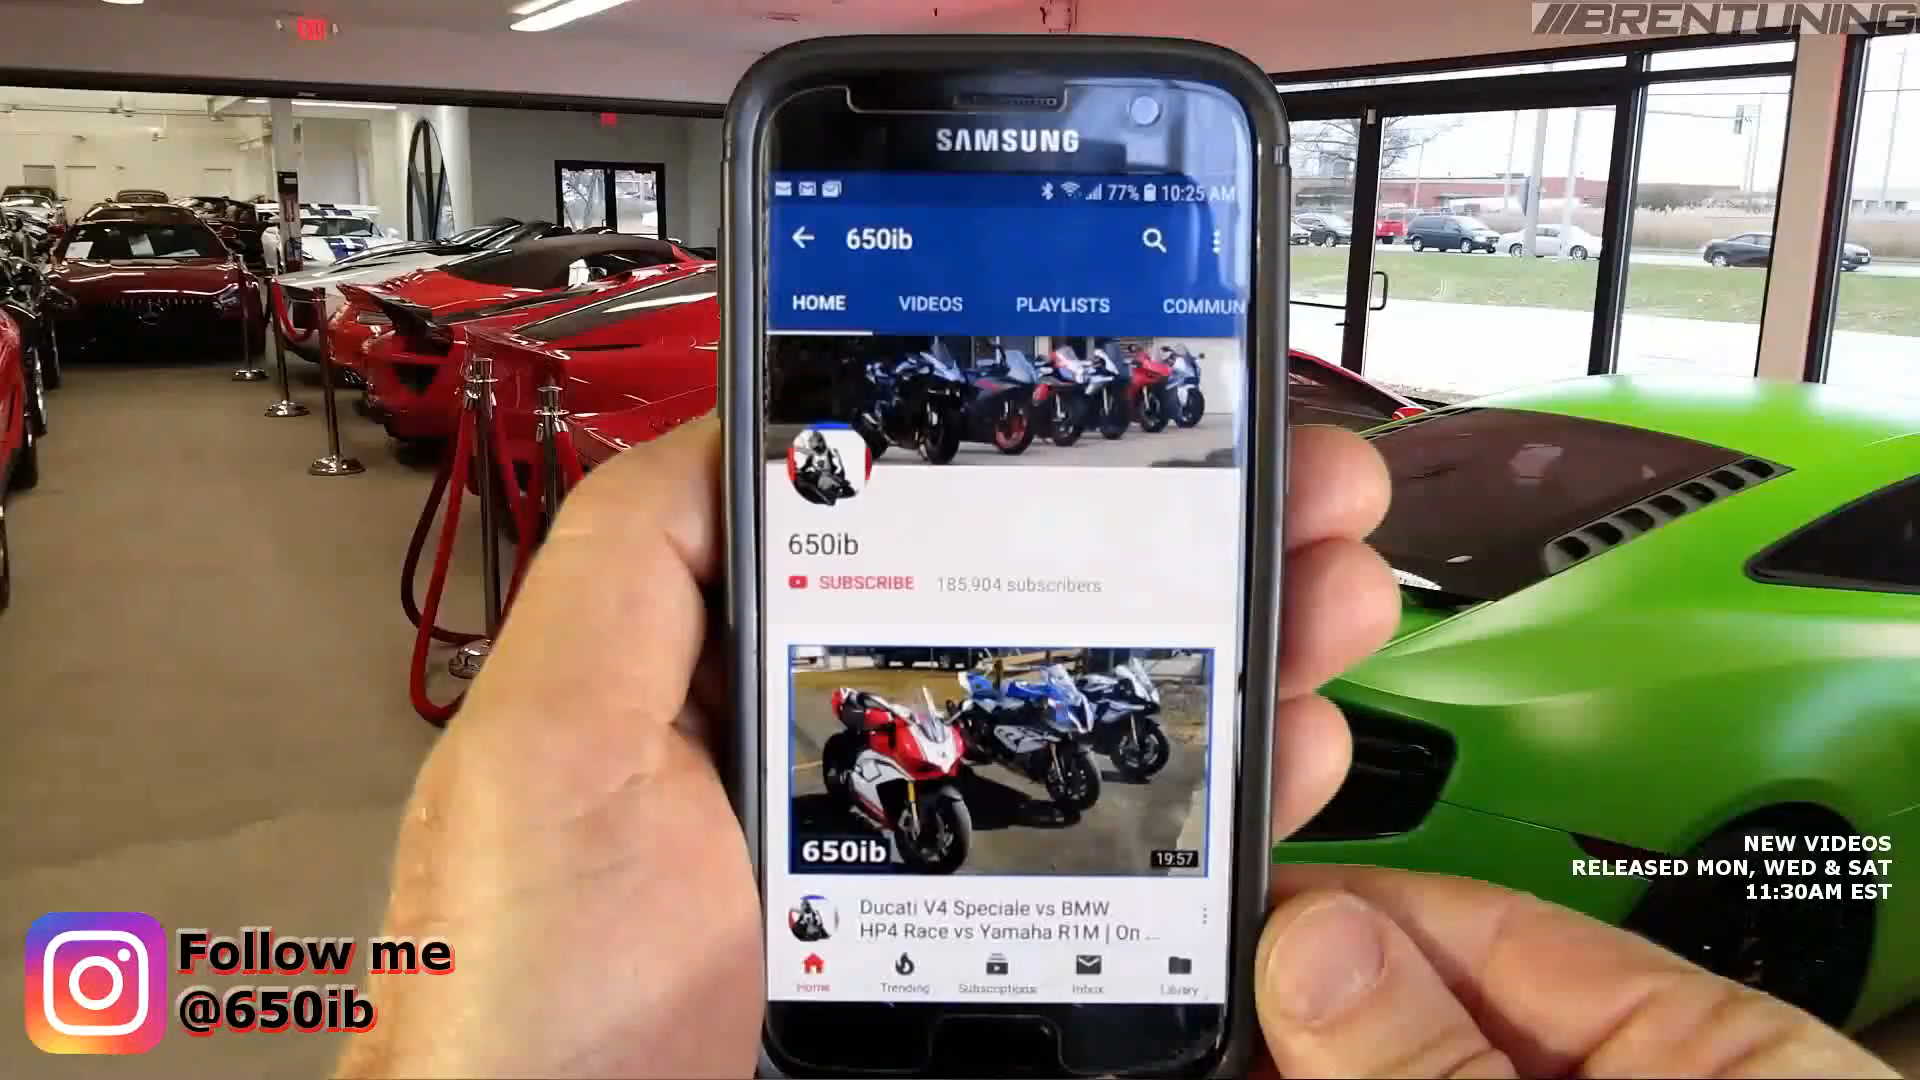 EXIT
BRENTUNING
SAMSUNG
77% 10:25 AM
650ib
HOME VIDEOS PLAYLISTS COMMUN
650ib
SUBSCRIBE 185,904 subscribers
650ib
19:57
Ducati V4 Speciale vs BMW
HP4 Race vs Yamaha R1M | On ...
Home Trending Subscriptions Inbox Library
NEW VIDEOS
RELEASED MON, WED & SAT
11:30AM EST
Follow me
@650ib